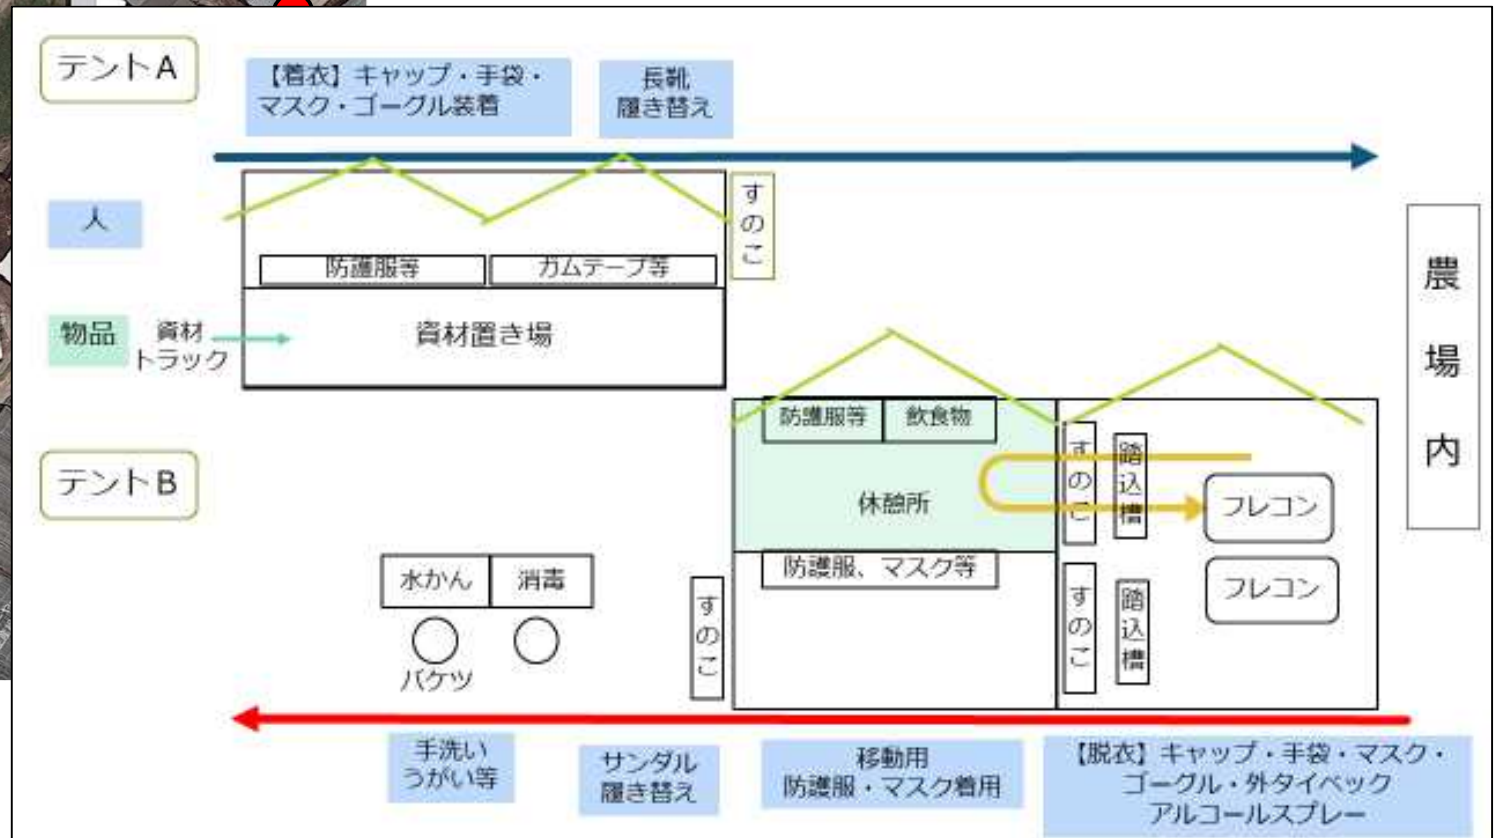 テントA
【着衣】キャップ・手袋・
マスク・ゴーグル装着
長靴
履き替え
人
すのこ
防護服等
ガムテープ等
物品
資材
トラック
資材置き場
農場内
テントB
防護服等
飲食物
休憩所
すのこ
踏込槽
フレコン
フレコン
防護服、マスク等
すのこ
踏込槽
水かん
消毒
バケツ
すのこ
手洗い
うがい等
サンダル
履き替え
移動用
防護服・マスク着用
【脱衣】キャップ・手袋・マスク・
ゴーグル・外タイベック
アルコールスプレー